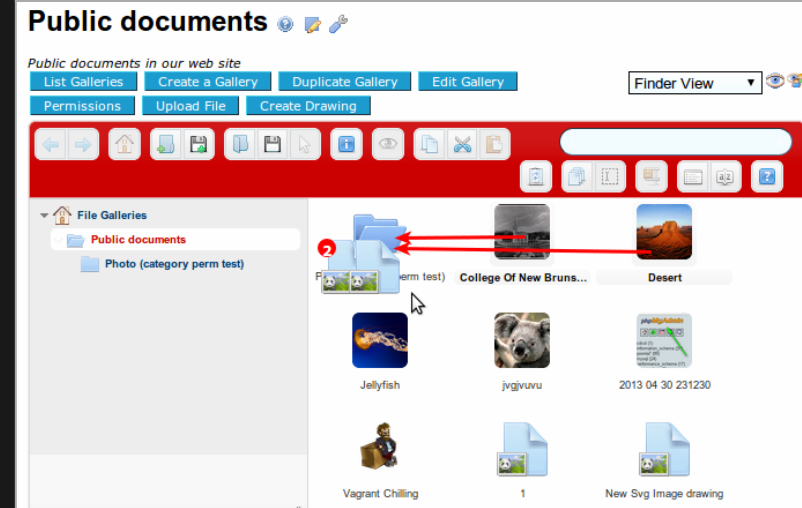 Public documents
Public documents in our web site
List Galleries Create a Gallery Duplicate Gallery Edit Gallery
Finder View
Permissions Upload File Create Drawing
File Galleries
Public documents
Photo (category perm test)
2
P erm test)
College Of New Bruns...
Desert
Jellyfish
jvgjvuvu
2013 04 30 231230
Vagrant Chilling
1
New Svg Image drawing